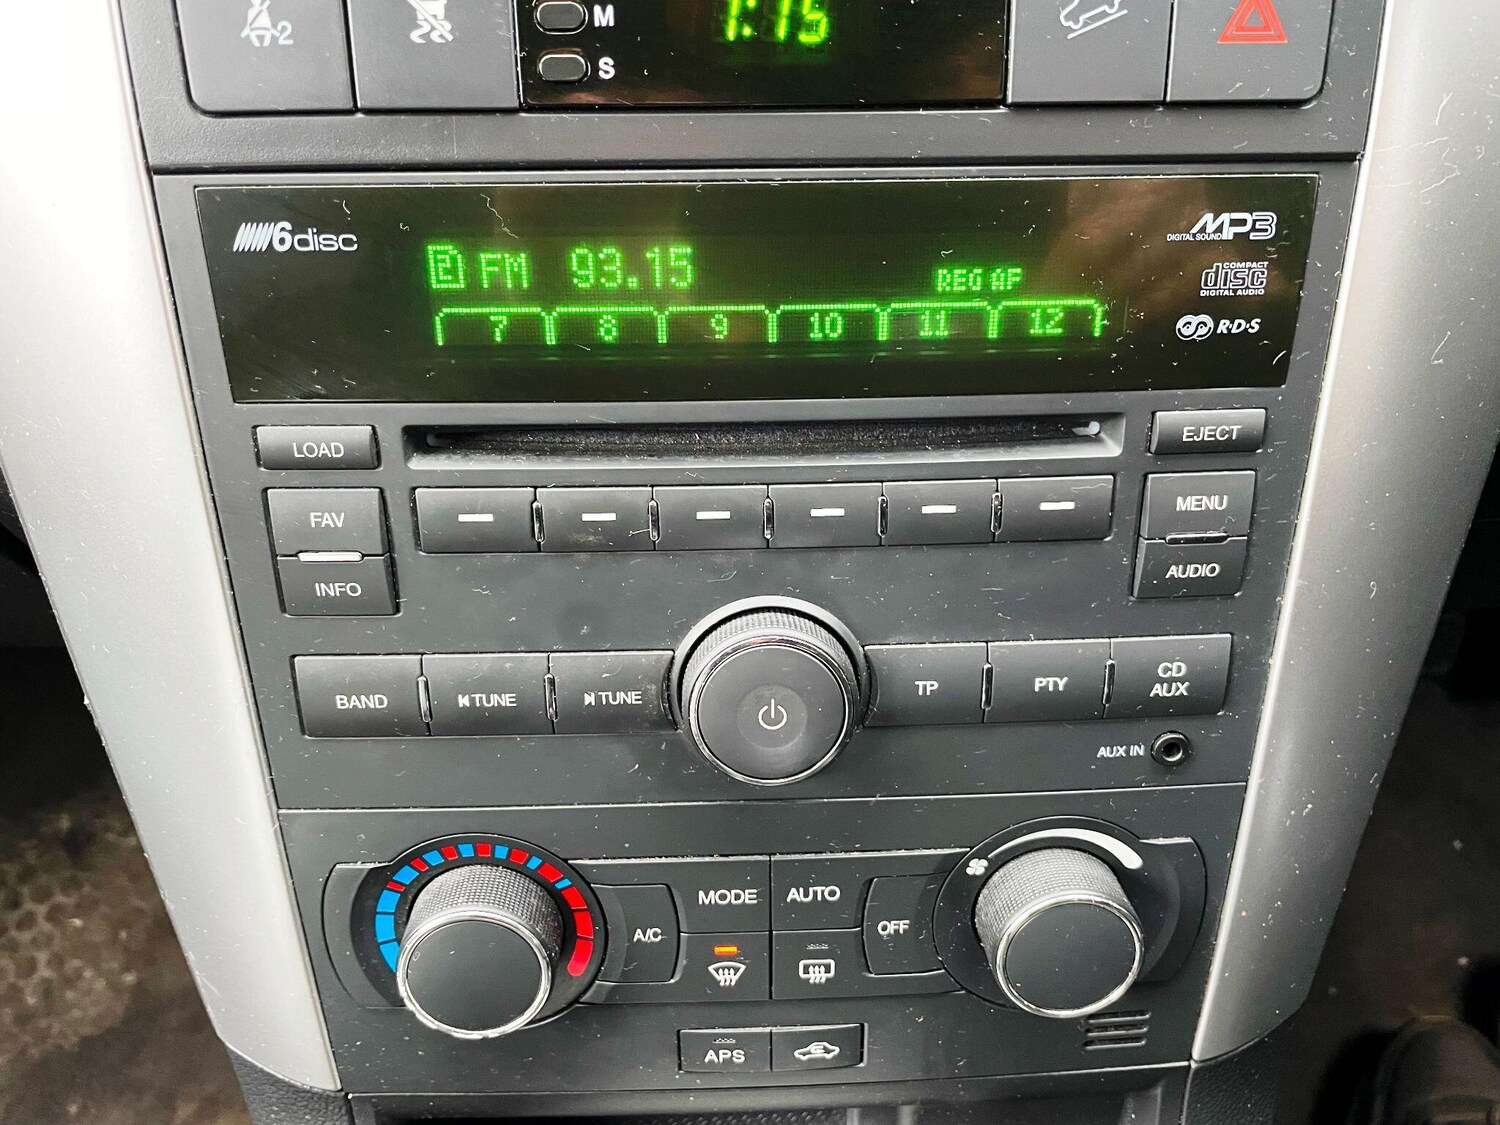 2
M
S
1:15
6disc
2 FM 93.15
REG AF
7 8 9 10 11 12
MP3
DIGITAL SOUND
COMPACT
disc
DIGITAL AUDIO
R·D·S
LOAD
EJECT
FAV
INFO
MENU
AUDIO
BAND
TUNE
TUNE
TP
PTY
CD
AUX
AUX IN
A/C
MODE
AUTO
OFF
APS